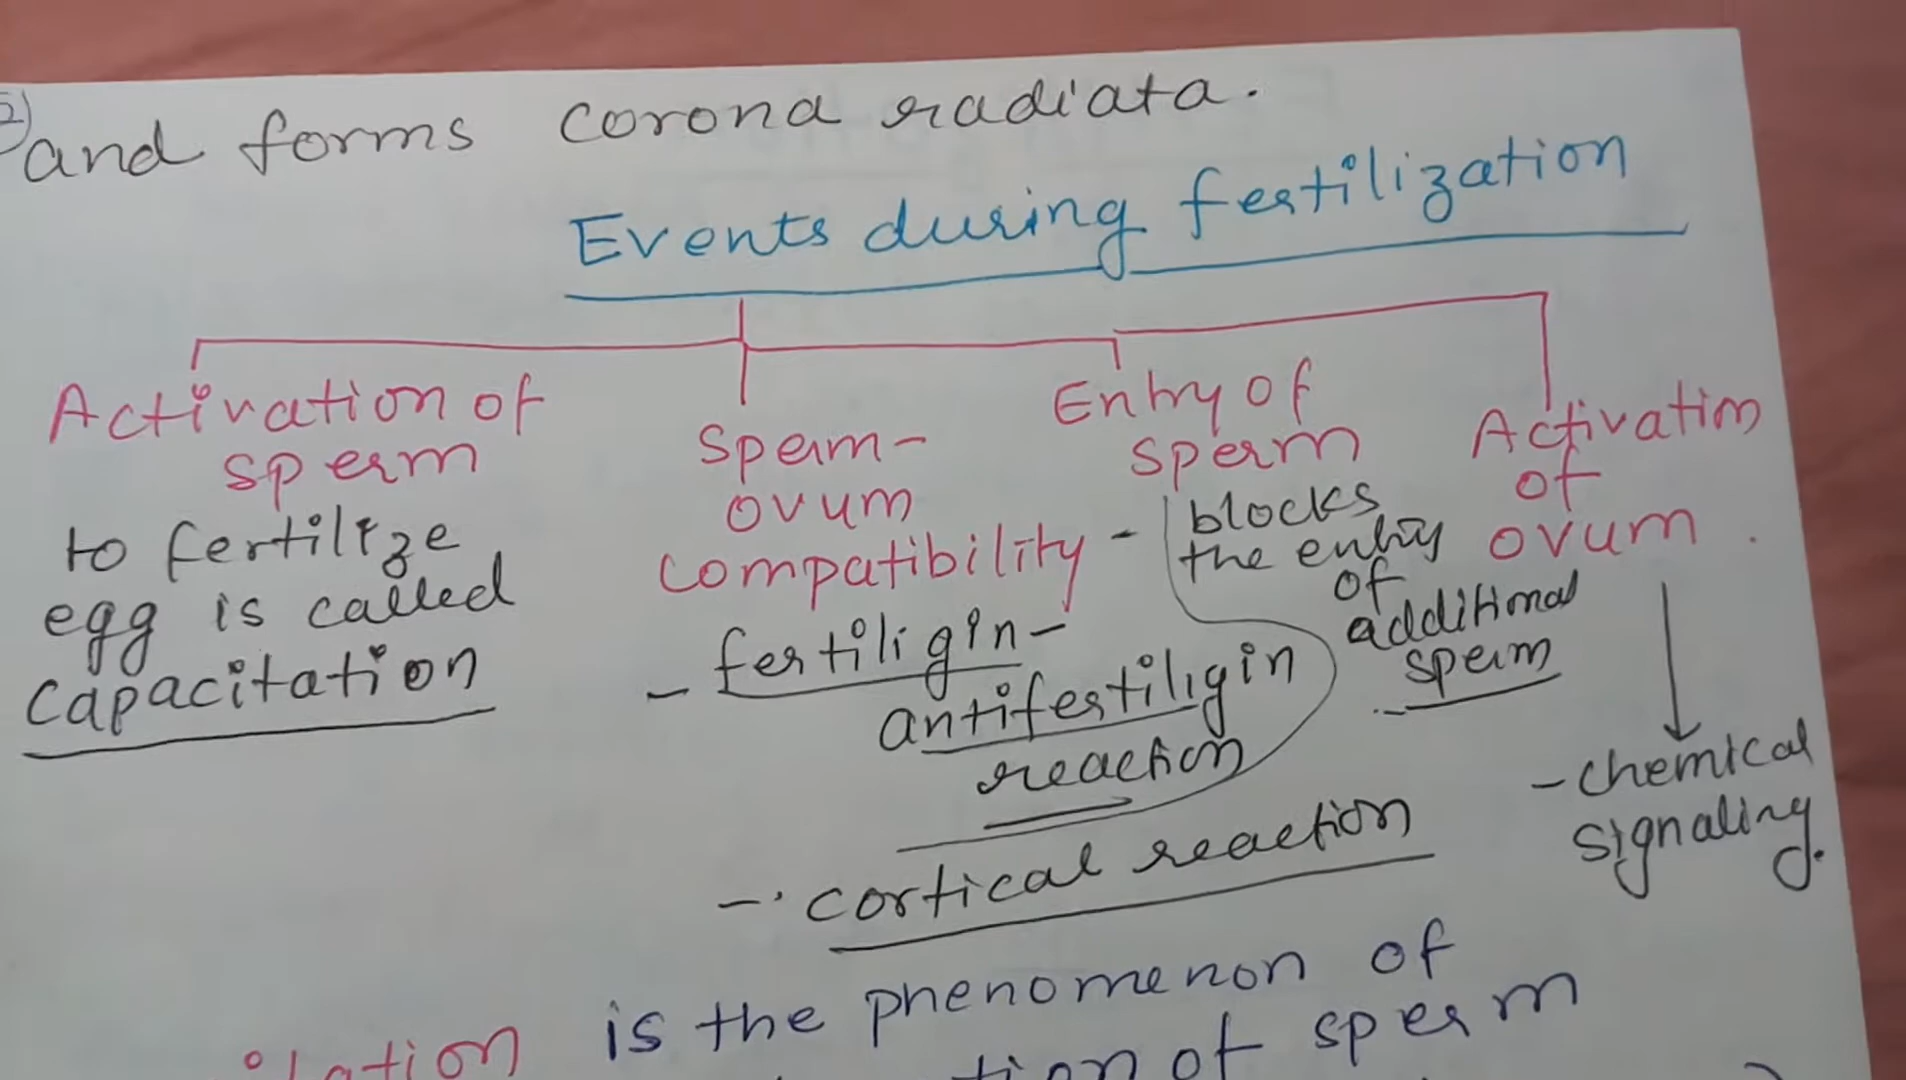 2)
and forms corona radiata.
Events during fertilization
Activation of
sperm
to fertilize
egg is called
capacitation
Sperm-
ovum
compatibility -
- fertiligin-
antifertiligin
reaction
Entry of
sperm
blocks
the entry
of
additional
sperm
- cortical reaction
Activation
of
ovum.
- chemical
signaling.
is the phenomenon of
of sperm